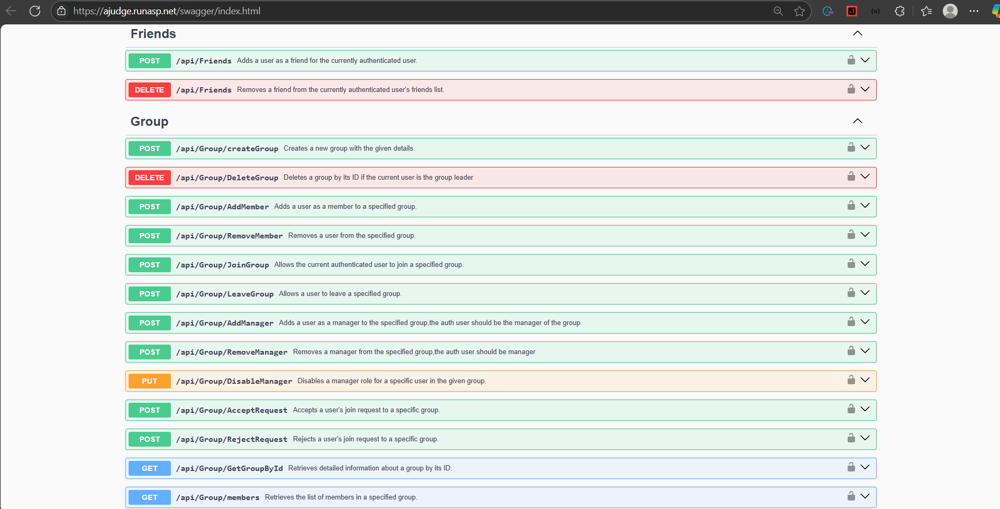 https://ajudge.runasp.net/swagger/index.html
Friends
POST /api/Friends Adds a user as a friend for the currently authenticated user.
DELETE /api/Friends Removes a friend from the currently authenticated user's friends list.
Group
POST /api/Group/createGroup Creates a new group with the given details.
DELETE /api/Group/DeleteGroup Deletes a group by its ID if the current user is the group leader
POST /api/Group/AddMember Adds a user as a member to a specified group.
POST /api/Group/RemoveMember Removes a user from the specified group.
POST /api/Group/JoinGroup Allows the current authenticated user to join a specified group.
POST /api/Group/LeaveGroup Allows a user to leave a specified group.
POST /api/Group/AddManager Adds a user as a manager to the specified group,the auth user should be the manager of the group
POST /api/Group/RemoveManager Removes a manager from the specified group,the auth user should be manager
PUT /api/Group/DisableManager Disables a manager role for a specific user in the given group.
POST /api/Group/AcceptRequest Accepts a user's join request to a specific group.
POST /api/Group/RejectRequest Rejects a user's join request to a specific group.
GET /api/Group/GetGroupById Retrieves detailed information about a group by its ID.
GET /api/Group/members Retrieves the list of members in a specified group.